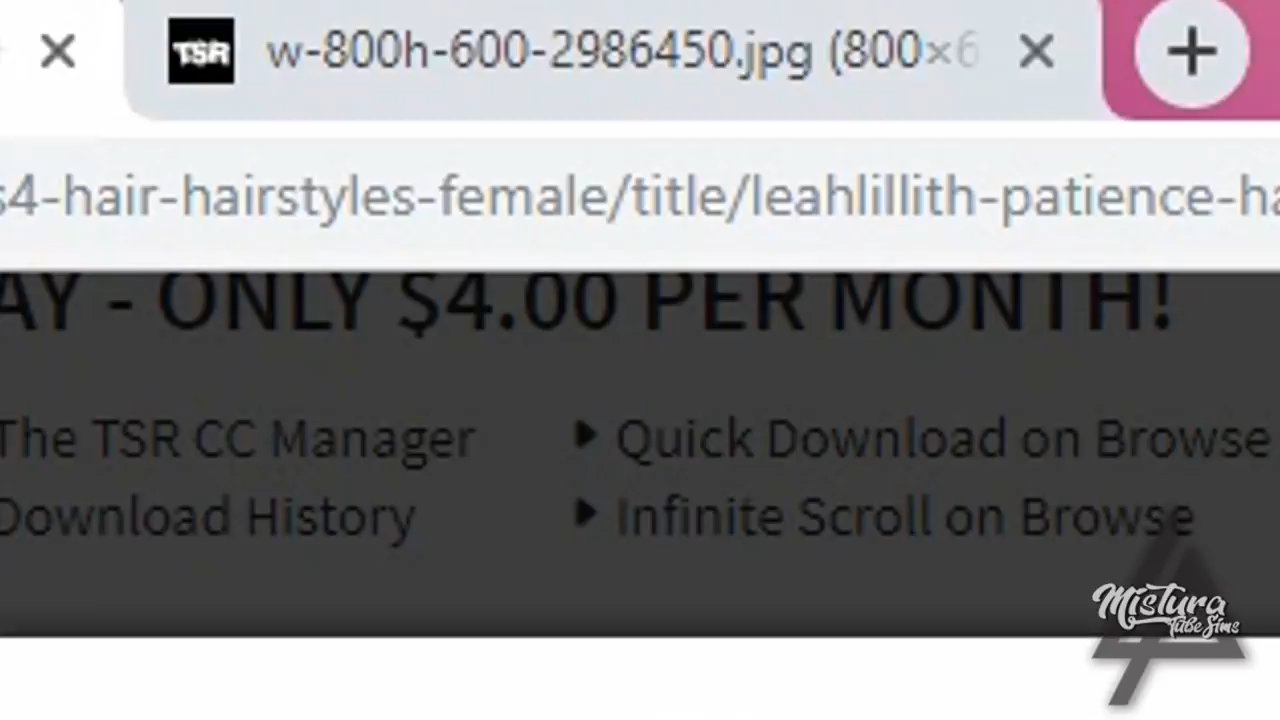 TSR w-800h-600-2986450.jpg (800×6
s4-hair-hairstyles-female/title/leahlillith-patience-ha
AY - ONLY $4.00 PER MONTH!
The TSR CC Manager
Quick Download on Browse
Download History
Infinite Scroll on Browse
Mistura
Tube Sims